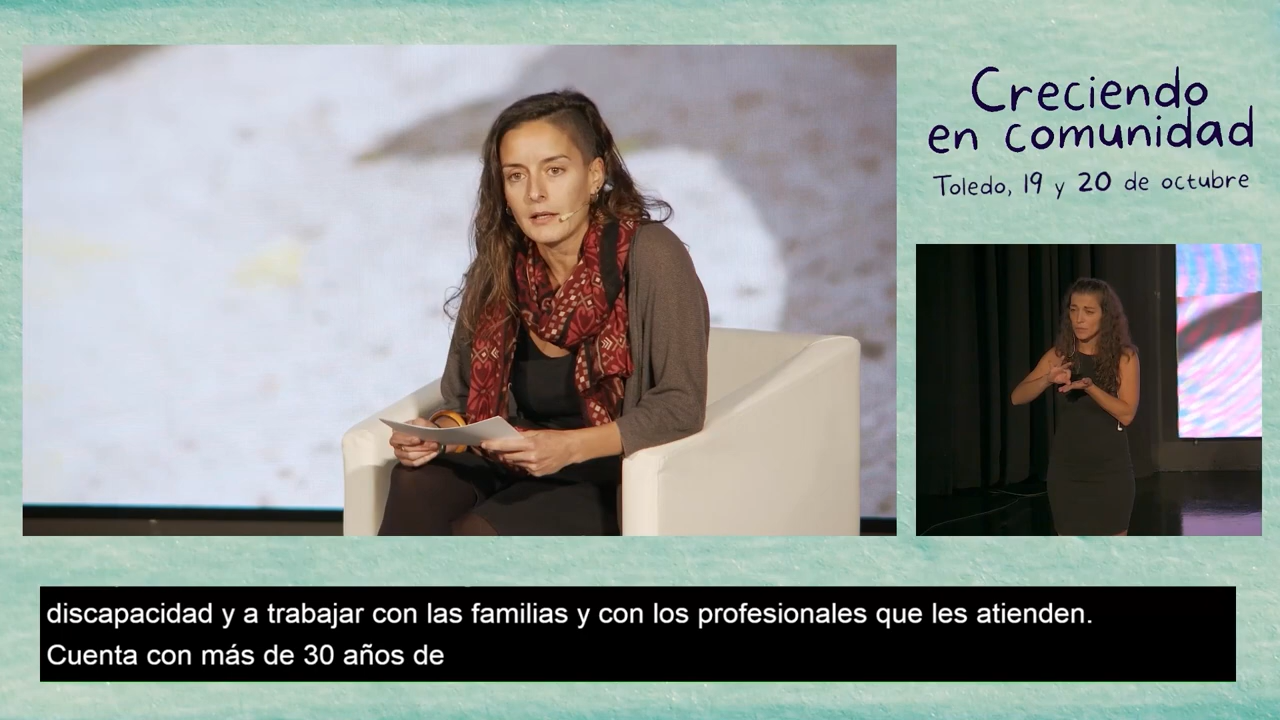 Creciendo
en comunidad
Toledo, 19 y 20 de octubre
discapacidad y a trabajar con las familias y con los profesionales que les atienden.
Cuenta con más de 30 años de